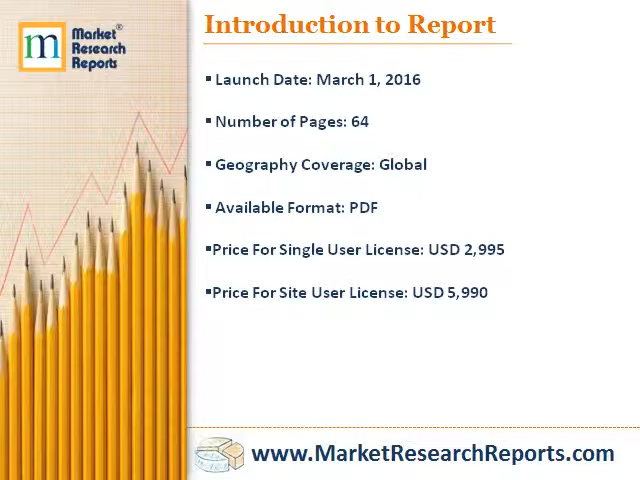 m
Market®
Research
Reports
Introduction to Report
▪ Launch Date: March 1, 2016
▪ Number of Pages: 64
▪ Geography Coverage: Global
▪ Available Format: PDF
▪Price For Single User License: USD 2,995
▪Price For Site User License: USD 5,990
www.MarketResearchReports.com